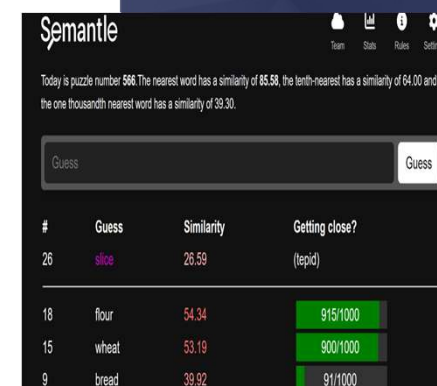 Semantle
Team Stats Rules Settin
Today is puzzle number 566.The nearest word has a similarity of 85.58, the tenth-nearest has a similarity of 64.00 and
the one thousandth nearest word has a similarity of 39.30.
Guess Guess
# Guess Similarity Getting close?
26 slice 26.59 (tepid)
18 flour 54.34 915/1000
15 wheat 53.19 900/1000
9 bread 39.92 91/1000